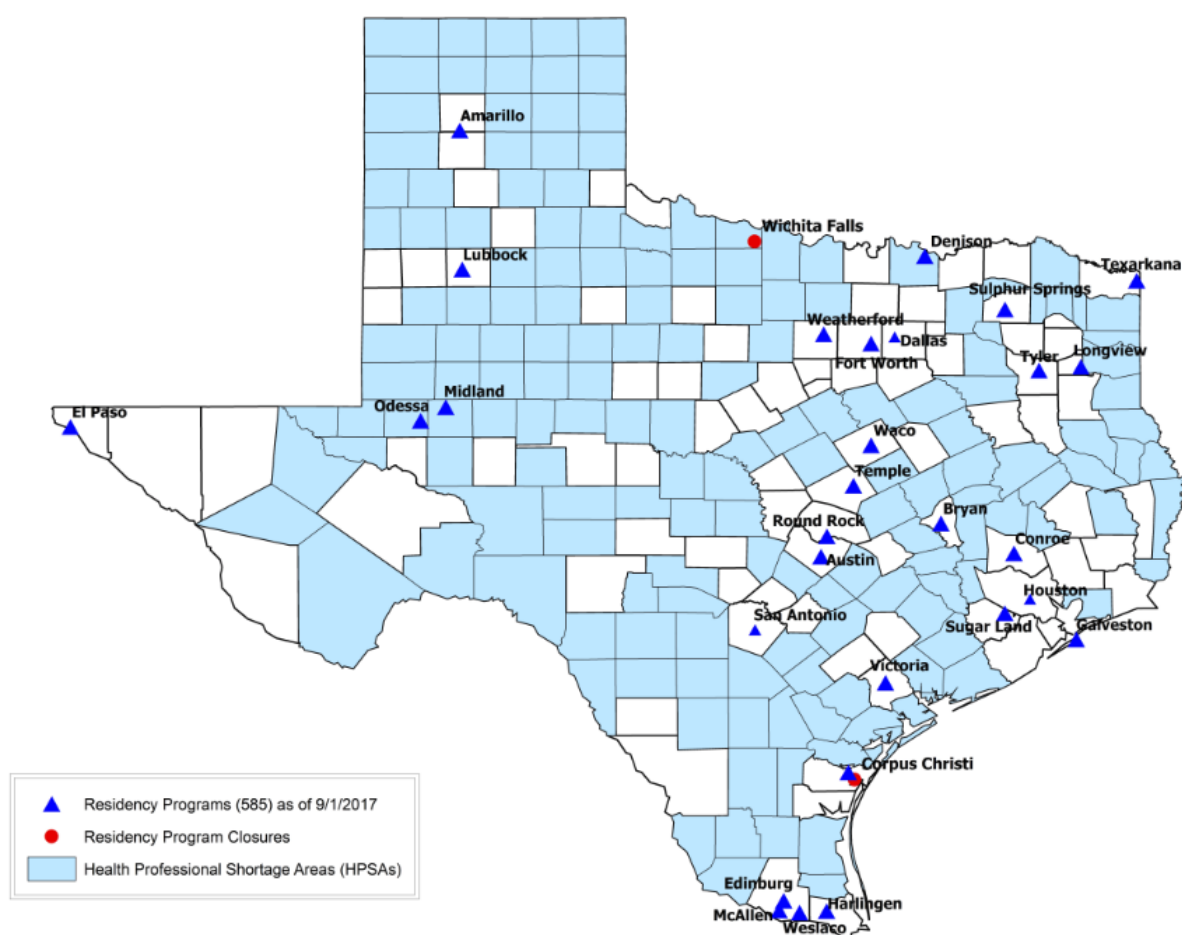 Amarillo
Wichita Falls
Lubbock
Denison
Texarkana
Sulphur Springs
Weatherford
Dallas
Fort Worth
Tyler
Longview
Midland
Odessa
El Paso
Waco
Temple
Bryan
Round Rock
Conroe
Austin
Houston
San Antonio
Sugar Land
Galveston
Victoria
Corpus Christi
Residency Programs (585) as of 9/1/2017
Residency Program Closures
Health Professional Shortage Areas (HPSAs)
Edinburg
Harlingen
McAllen
Weslaco